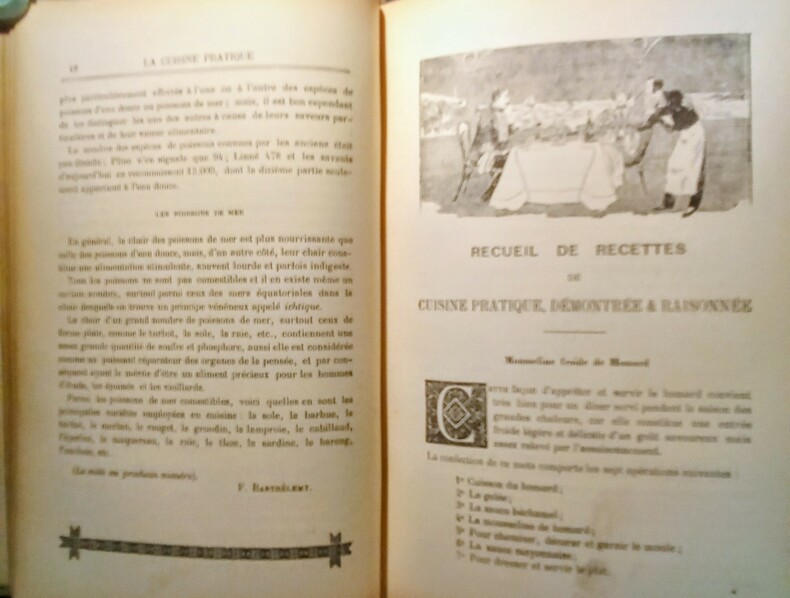 LA CUISINE PRATIQUE
plus particulièrement affectée à l'une ou à l'autre des espèces de
poissons d'eau douce ou poissons de mer; mais, il est bon cependant
de les distinguer les uns des autres à cause de leurs saveurs par-
ticulières et de leur valeur alimentaire.
Le nombre des espèces de poissons connues par les anciens était
pas étendu; Pline n'en signale que 94; Linné 478 et les savants
d'aujourd'hui en reconnaissent 13.000, dont la dixième partie seule-
ment appartient à l'eau douce.
LES POISSONS DE MER
En général, la chair des poissons de mer est plus nourrissante que
celle des poissons d'eau douce, mais, d'un autre côté, leur chair cons-
titue une alimentation stimulante, souvent lourde et parfois indigeste.
Tous les poissons ne sont pas comestibles et il en existe même un
certain nombre, surtout parmi ceux des mers équatoriales dans la
chair desquels on trouve un principe vénéneux appelé ichtique.
La chair d'un grand nombre de poissons de mer, surtout ceux de
forme plate, comme le turbot, la sole, la raie, etc., contiennent une
assez grande quantité de soufre et phosphore, aussi elle est considérée
comme un puissant réparateur des organes de la pensée, et par con-
séquent ayant le mérite d'être un aliment précieux pour les hommes
d'étude, les épuisés et les vieillards.
Parmi les poissons de mer comestibles, voici quelles en sont les
principales variétés employées en cuisine : la sole, la barbue, le
turbot, le merlan, le rouget, le grondin, la lamproie, le cabillaud,
l'éperlan, le maquereau, la raie, le thon, la sardine, le hareng,
l'anchois, etc.
(La suite au prochain numéro).
F. BARTHÉLEMY.
RECUEIL DE RECETTES
DE
CUISINE PRATIQUE, DÉMONTRÉE & RAISONNÉE
Mousseline froide de Homard
CETTE façon d'apprêter et servir le homard convient
très bien pour un dîner servi pendant la saison des
grandes chaleurs, car elle constitue une entrée
froide légère et délicate d'un goût savoureux mais
assez relevé par l'assaisonnement.
La confection de ce mets comporte les sept opérations suivantes :
1° Cuisson du homard;
2° La gelée;
3° La sauce béchamel;
4° La mousseline de homard;
5° Pour chemiser, décorer et garnir le moule;
6° La sauce mayonnaise.
7° Pour dresser et servir le plat.